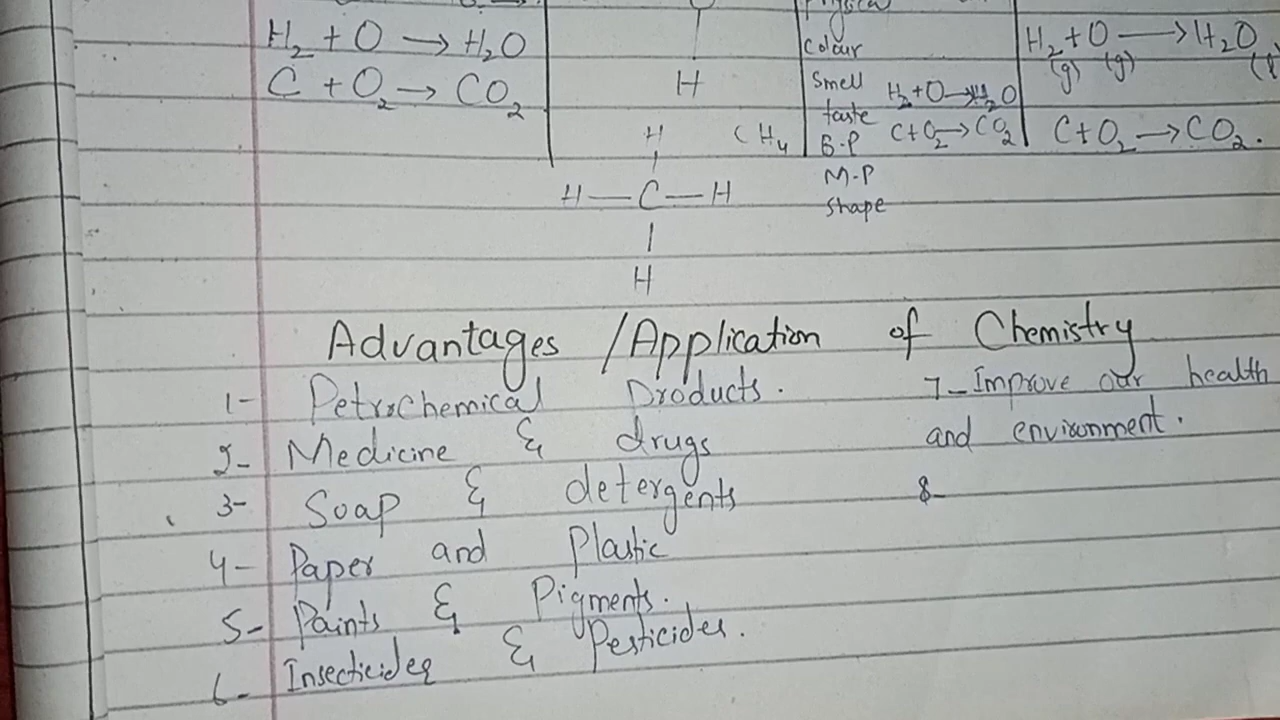 H₂ + O → H₂O
C + O₂ → CO₂
H
H
CH₄
H — C — H
H
Physical
Colour
Smell
taste
B.P
M.P
Shape
H₂ + O → H₂O
C + O₂ → CO₂
H₂ + O → H₂O
(g) (g)
C + O₂ → CO₂.
Advantages / Application of Chemistry
1- Petrochemical Products.
2- Medicine & drugs
3- Soap & detergents
4- Paper and Plastic
5- Paints & Pigments.
6- Insecticides & Pesticides.
7- Improve our health
and environment.
8-